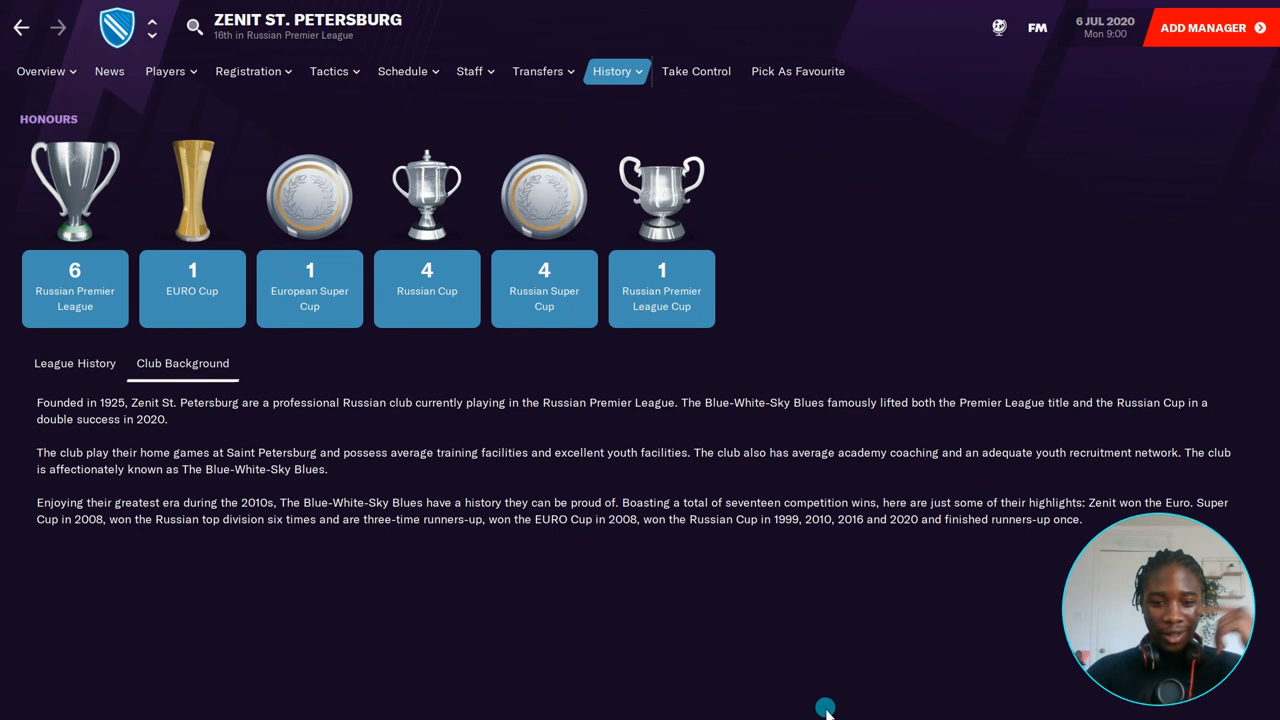 ZENIT ST. PETERSBURG
16th in Russian Premier League
FM
6 JUL 2020
Mon 9:00
ADD MANAGER
Overview
News
Players
Registration
Tactics
Schedule
Staff
Transfers
History
Take Control
Pick As Favourite
HONOURS
6
Russian Premier
League
1
EURO Cup
1
European Super
Cup
4
Russian Cup
4
Russian Super
Cup
1
Russian Premier
League Cup
League History
Club Background
Founded in 1925, Zenit St. Petersburg are a professional Russian club currently playing in the Russian Premier League. The Blue-White-Sky Blues famously lifted both the Premier League title and the Russian Cup in a
double success in 2020.
The club play their home games at Saint Petersburg and possess average training facilities and excellent youth facilities. The club also has average academy coaching and an adequate youth recruitment network. The club
is affectionately known as The Blue-White-Sky Blues.
Enjoying their greatest era during the 2010s, The Blue-White-Sky Blues have a history they can be proud of. Boasting a total of seventeen competition wins, here are just some of their highlights: Zenit won the Euro. Super
Cup in 2008, won the Russian top division six times and are three-time runners-up, won the EURO Cup in 2008, won the Russian Cup in 1999, 2010, 2016 and 2020 and finished runners-up once.